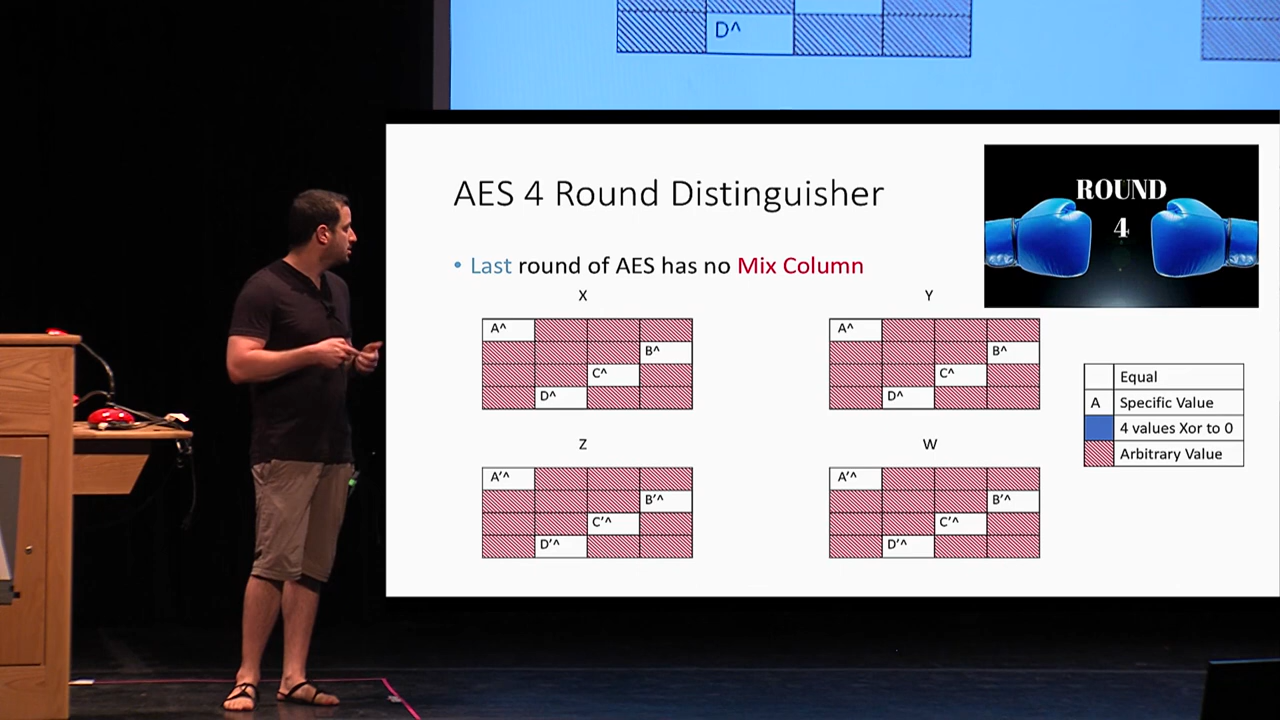 D^
ROUND
4
AES 4 Round Distinguisher
• Last round of AES has no Mix Column
X
Y
A^
B^
C^
D^
A^
B^
C^
D^
Equal
A Specific Value
4 values Xor to 0
Arbitrary Value
Z
W
A'^
B'^
C'^
D'^
A'^
B'^
C'^
D'^